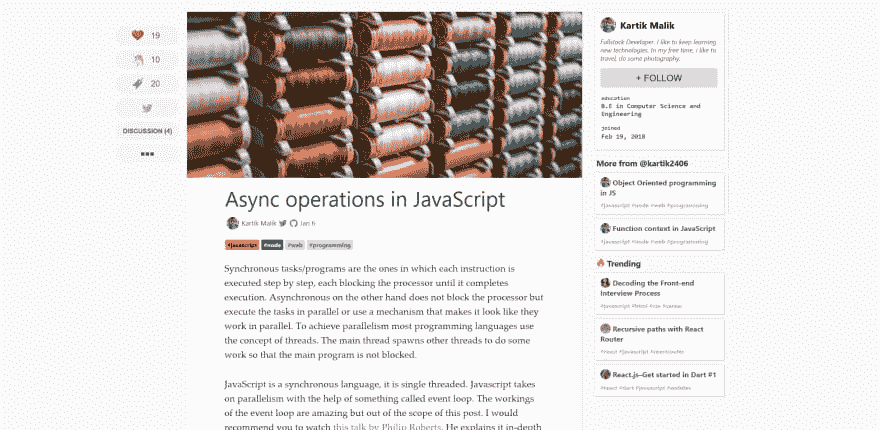 19
10
20
DISCUSSION (4)
Async operations in JavaScript
Kartik Malik Jan 6
#javascript #node #web #programming
Synchronous tasks/programs are the ones in which each instruction is
executed step by step, each blocking the processor until it completes
execution. Asynchronous on the other hand does not block the processor but
execute the tasks in parallel or use a mechanism that makes it look like they
work in parallel. To achieve parallelism most programming languages use
the concept of threads. The main thread spawns other threads to do some
work so that the main program is not blocked.
JavaScript is a synchronous language, it is single threaded. Javascript takes
on parallelism with the help of something called event loop. The workings
of the event loop are amazing but out of the scope of this post. I would
recommend you to watch this talk by Philip Roberts. He explains it in-depth
Kartik Malik
Fullstack Developer. I like to keep learning
new technologies. In my free time, i like to
travel, do some photography.
+ FOLLOW
education
B.E in Computer Science and
Engineering
joined
Feb 19, 2018
More from @kartik2406
Object Oriented programming
in JS
#javascript #node #web #programming
Function context in JavaScript
#javascript #node #web #programming
Trending
Decoding the Front-end
Interview Process
#javascript #html #css #career
Recursive paths with React
Router
#react #javascript #reactrouter
React.js–Get started in Dart #1
#react #dart #javascript #webdev